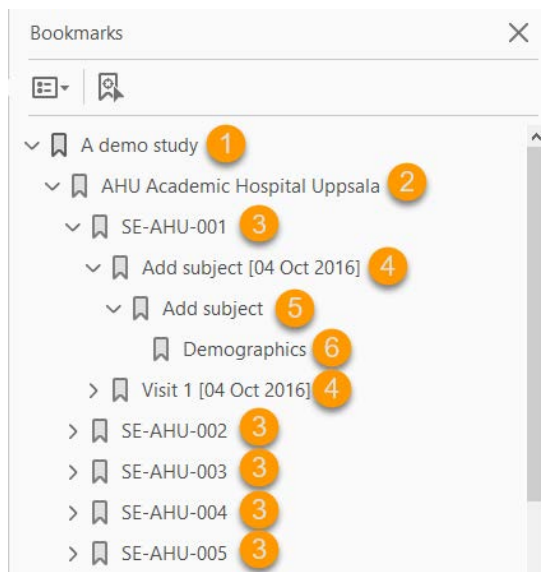 Bookmarks
A demo study 1
AHU Academic Hospital Uppsala 2
SE-AHU-001 3
Add subject [04 Oct 2016] 4
Add subject 5
Demographics 6
Visit 1 [04 Oct 2016] 4
SE-AHU-002 3
SE-AHU-003 3
SE-AHU-004 3
SE-AHU-005 3